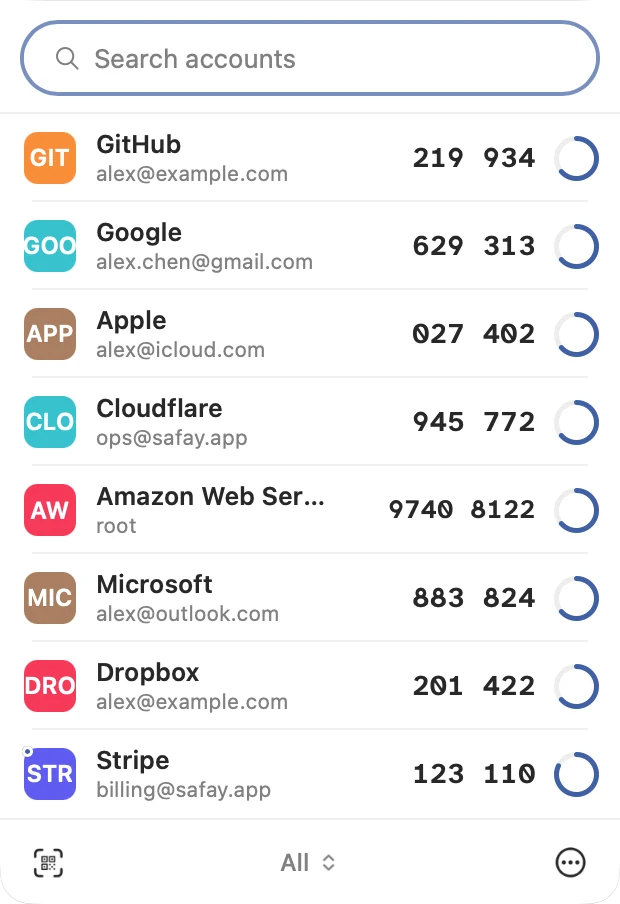 Search accounts
GIT
GitHub
alex@example.com
219 934
GOO
Google
alex.chen@gmail.com
629 313
APP
Apple
alex@icloud.com
027 402
CLO
Cloudflare
ops@safay.app
945 772
AW
Amazon Web Ser...
root
9740 8122
MIC
Microsoft
alex@outlook.com
883 824
DRO
Dropbox
alex@example.com
201 422
STR
Stripe
billing@safay.app
123 110
All